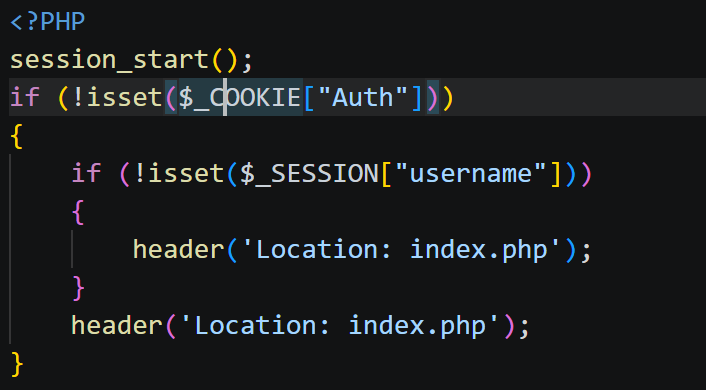 <?PHP
session_start();
if (!isset($_COOKIE["Auth"]))
{
    if (!isset($_SESSION["username"]))
    {
        header('Location: index.php');
    }
    header('Location: index.php');
}